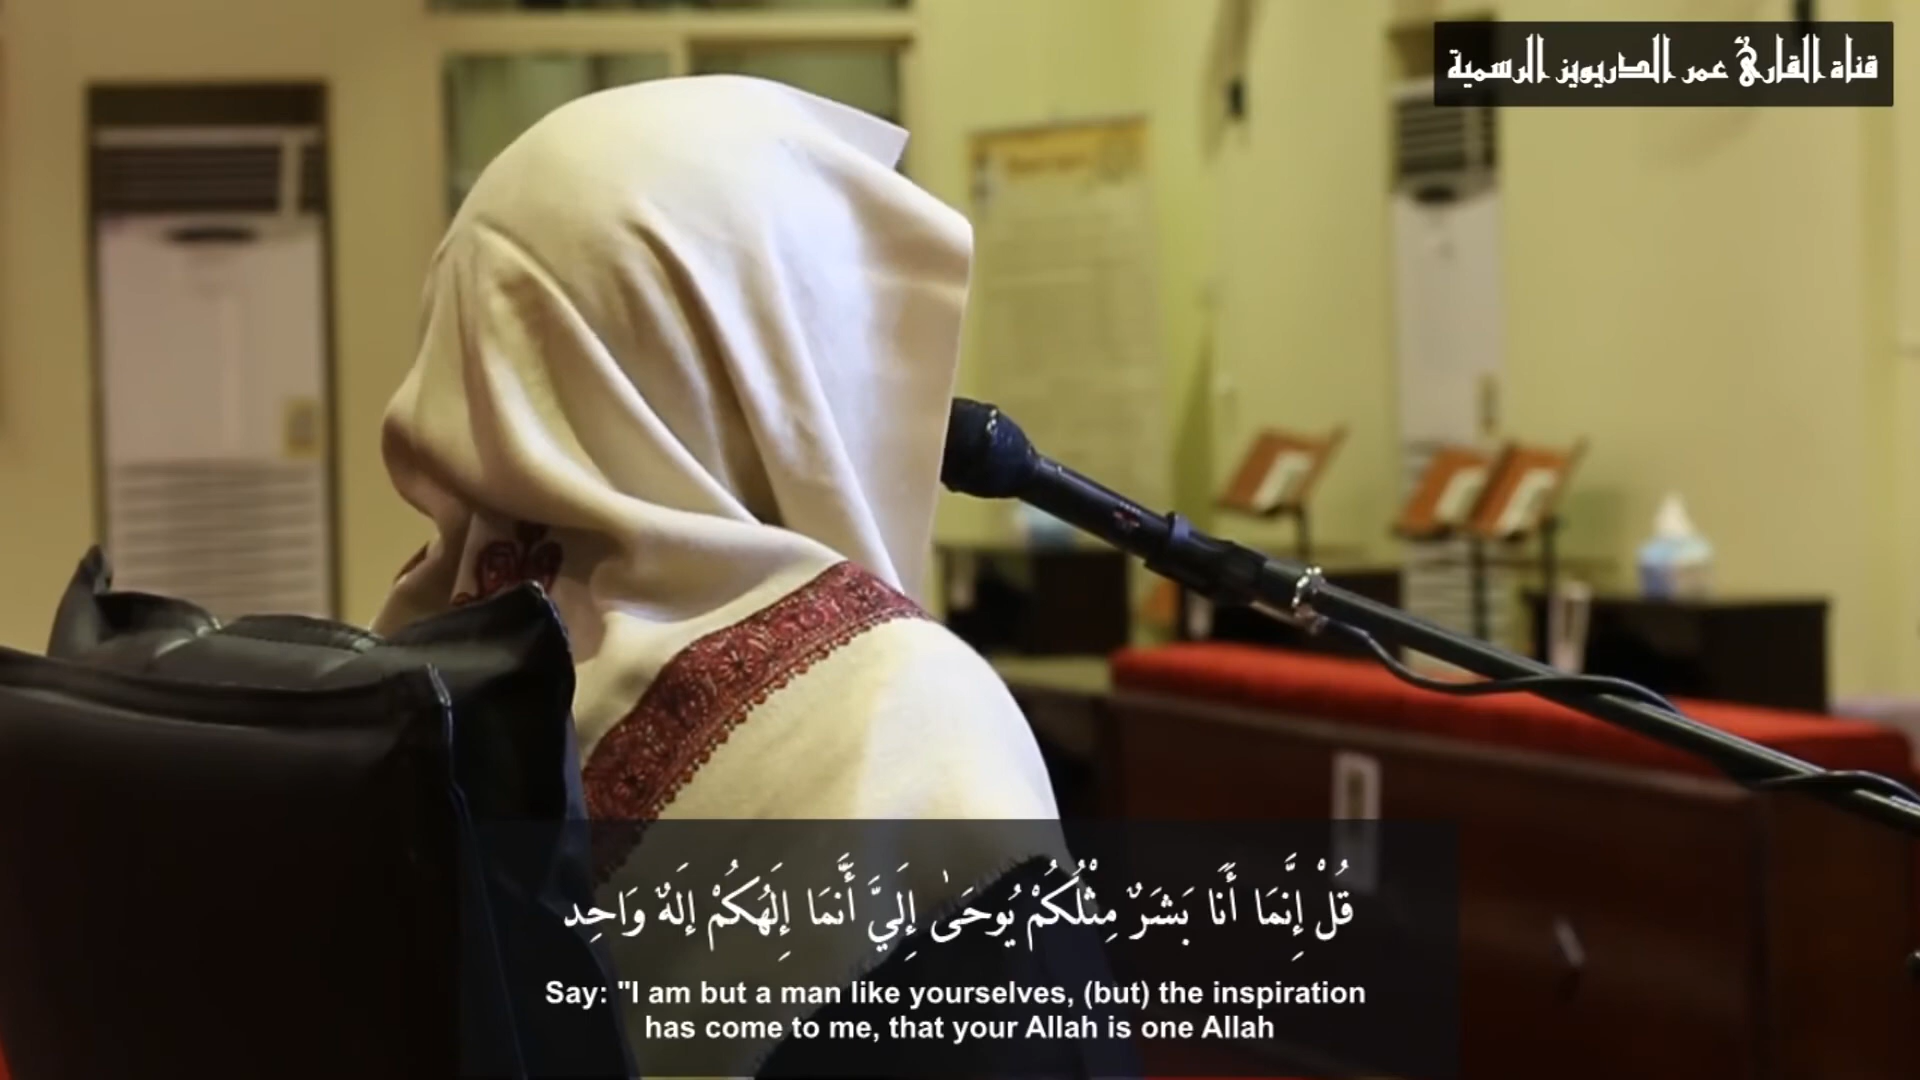 قناة القارئ عمر الدريويز الرسمية
قُلْ إِنَّمَا أَنَا بَشَرٌ مِثْلُكُمْ يُوحَىٰ إِلَيَّ أَنَّمَا إِلَهُكُمْ إِلَهٌ وَاحِد
Say: "I am but a man like yourselves, (but) the inspiration
has come to me, that your Allah is one Allah